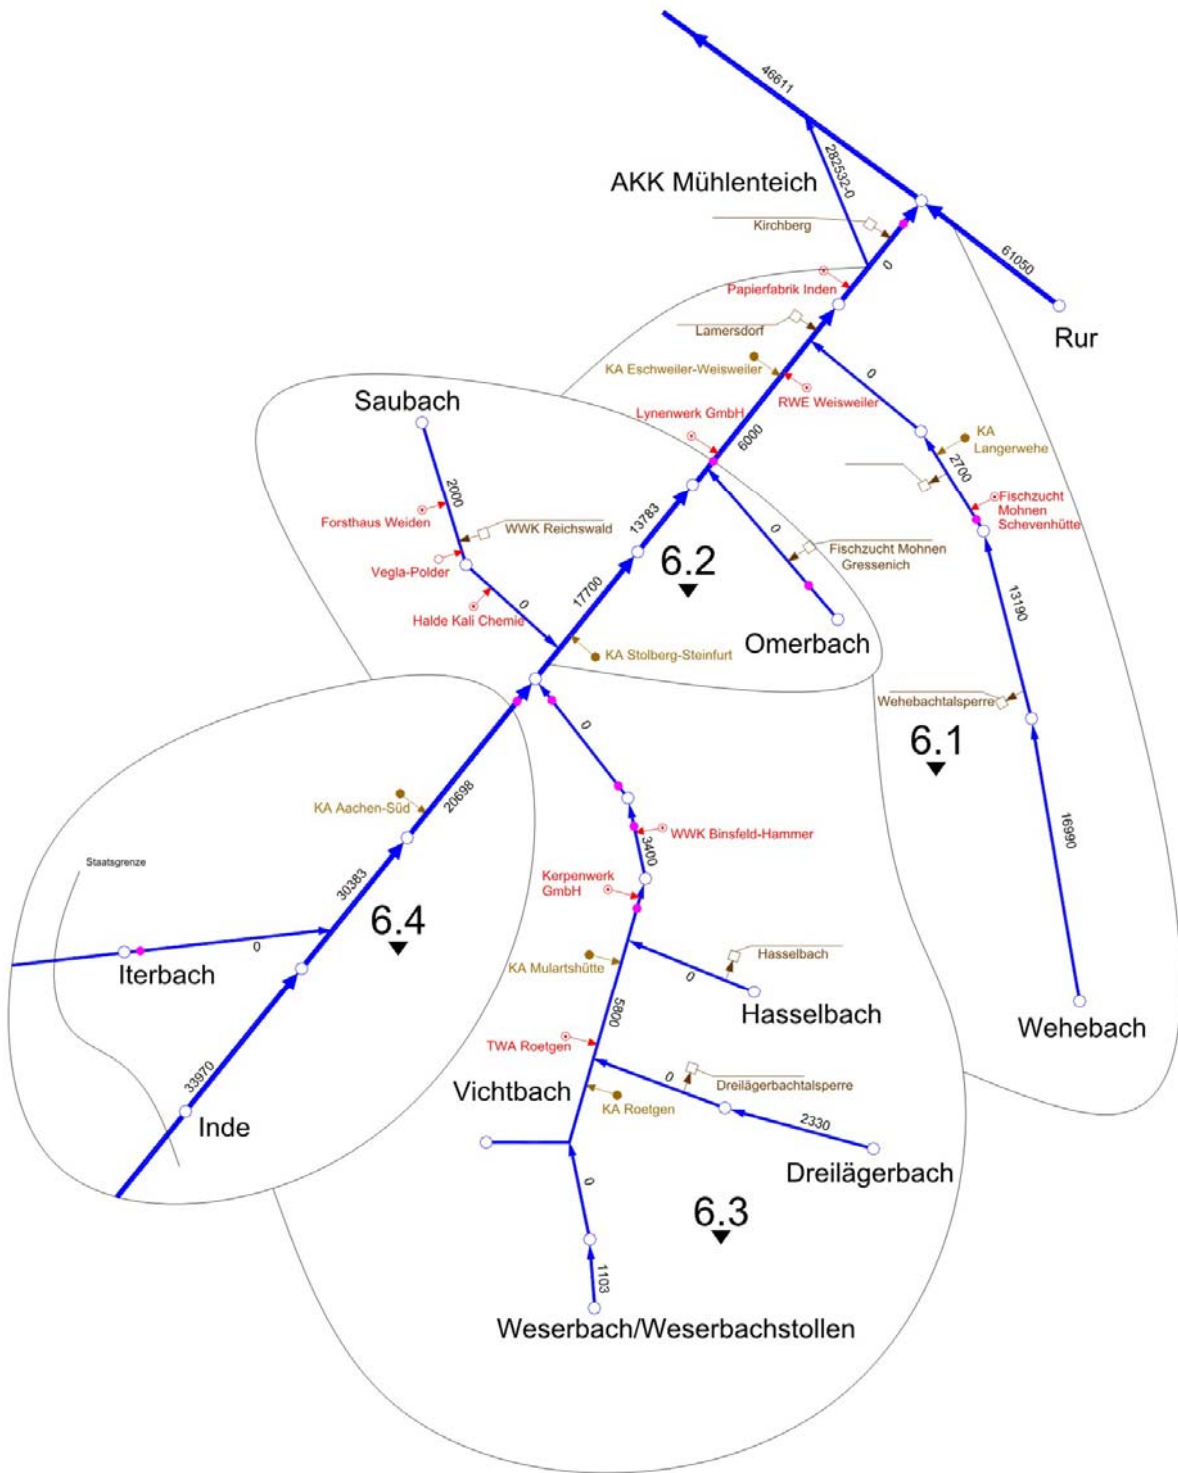 46611
282532-0
AKK Mühlenteich
Kirchberg
0
61050
Papierfabrik Inden
Rur
Lamersdorf
KA Eschweiler-Weisweiler
0
RWE Weisweiler
Saubach
Lynenwerk GmbH
6000
KA
Langerwehe
2700
2000
Fischzucht
Mohnen
Schevenhütte
Forsthaus Weiden
WWK Reichswald
13783
0
Fischzucht Mohnen
Gressenich
6.2
Vegla-Polder
17700
Halde Kali Chemie
0
13190
KA Stolberg-Steinfurt
Omerbach
Wehebachtalsperre
0
6.1
KA Aachen-Süd
20698
WWK Binsfeld-Hammer
16990
3400
Staatsgrenze
Kerpenwerk
GmbH
30383
6.4
0
Iterbach
Hasselbach
KA Mulartshütte
0
Hasselbach
5800
Wehebach
TWA Roetgen
33970
Vichtbach
0
Dreilägerbachtalsperre
KA Roetgen
Inde
2330
Dreilägerbach
0
6.3
1103
Weserbach/Weserbachstollen